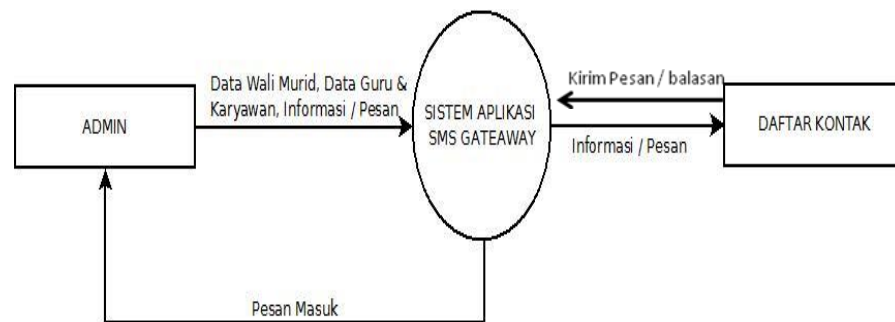 Data Wali Murid, Data Guru &
Karyawan, Informasi / Pesan
ADMIN
SISTEM APLIKASI
SMS GATEAWAY
Kirim Pesan / balasan
Informasi / Pesan
DAFTAR KONTAK
Pesan Masuk